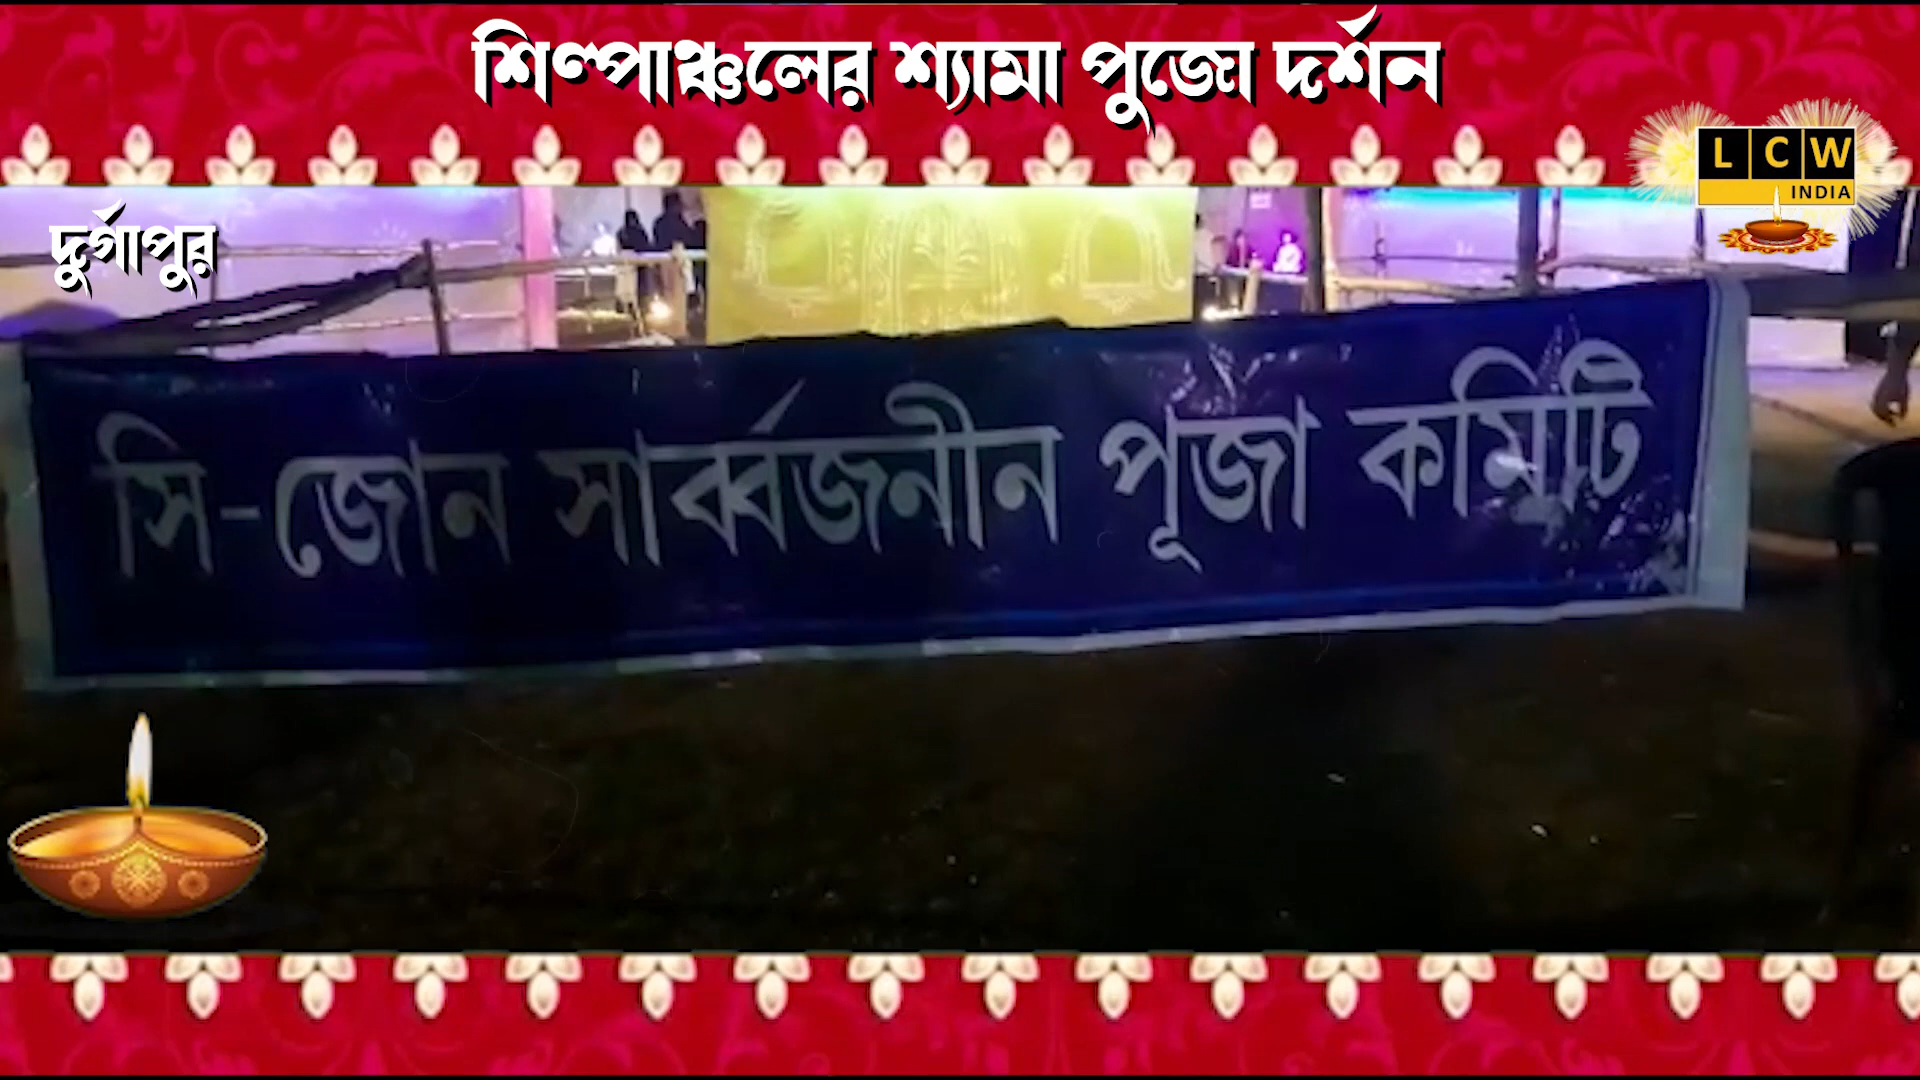 শিল্পাঞ্চলের শ্যামা পুজো দর্শন
LCW
INDIA
দুর্গাপুর
সি-জোন সার্ব্বজনীন পূজা কমিটি